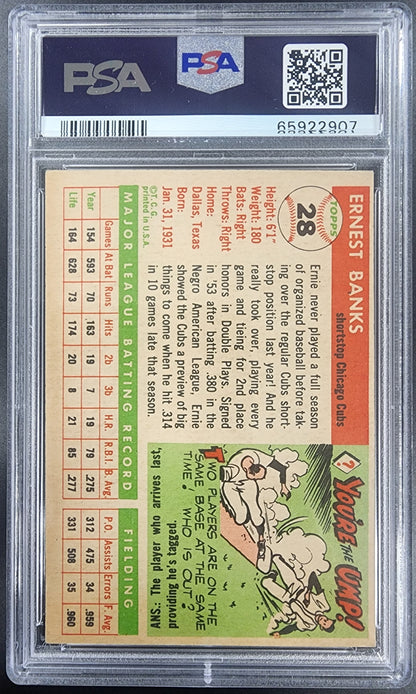 PSA
PSA
65922907
ERNEST BANKS
shortstop Chicago Cubs
TOPPS
28
Height: 6'1"
Weight: 180
Bats: Right
Throws: Right
Home:
Dallas, Texas
Born:
Jan. 31, 1931
©T.C.G.
printed in U.S.A.
Ernie never played a full season
of organized baseball before tak-
ing over the regular Cubs short-
stop position last year! And he
really took over, playing every
game and tieing for 2nd place
honors in Double Plays. Signed
in '53 after batting .380 in the
Negro American League, Ernie
showed the Cubs a preview of big
things to come when he hit .314
in 10 games late that season.
? YOU'RE THE UMP!
TWO PLAYERS ARE ON THE
SAME BASE AT THE SAME
TIME! WHO IS OUT?
ANS: The player who arrives last,
providing he's tagged.
MAJOR LEAGUE BATTING RECORD
FIELDING
Games At Bat Runs Hits 2b 3b H.R. R.B.I. B. Avg. P.O. Assists Errors F. Avg.
Year 154 593 70 163 19 7 19 79 .275 312 475 34 .959
Life 164 628 73 174 20 8 21 85 .277 331 508 35 .960